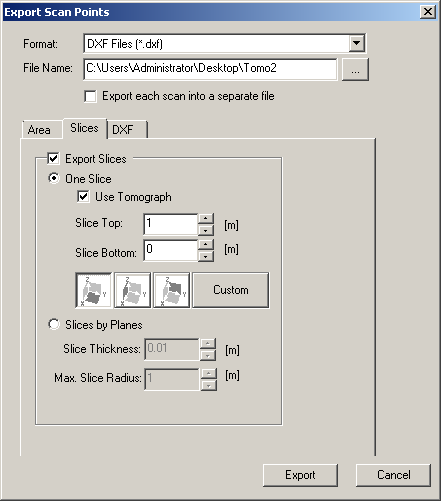 Export Scan Points
Format: DXF Files (*.dxf)
File Name: C:\Users\Administrator\Desktop\Tomo2 ...
Export each scan into a separate file
Area Slices DXF
Export Slices
One Slice
Use Tomograph
Slice Top: 1 [m]
Slice Bottom: 0 [m]
Z X Y Z X Y Z X Y Custom
Slices by Planes
Slice Thickness: 0.01 [m]
Max. Slice Radius: 1 [m]
Export Cancel